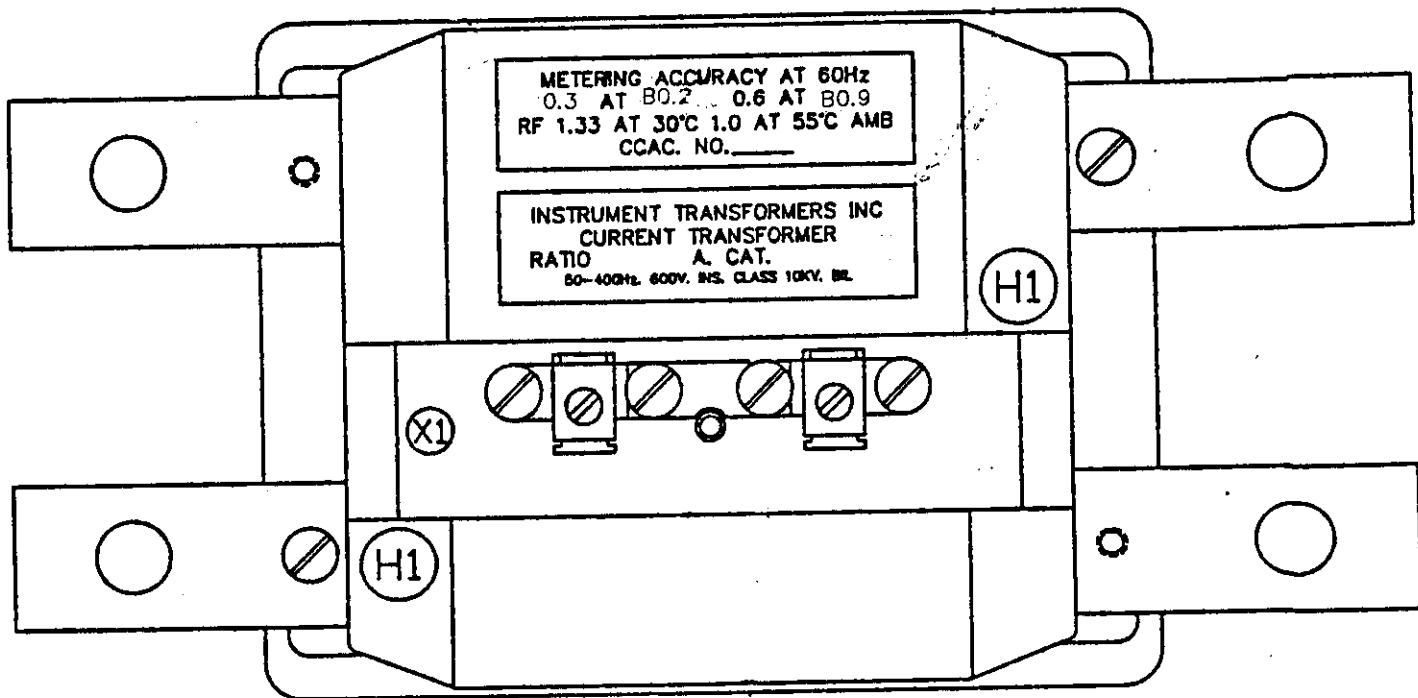 METERING ACCURACY AT 60Hz
0.3 AT B0.2 0.6 AT B0.9
RF 1.33 AT 30°C 1.0 AT 55°C AMB
CCAC. NO.
INSTRUMENT TRANSFORMERS INC
CURRENT TRANSFORMER
RATIO A. CAT.
50-400Hz. 600V. INS. CLASS 10KV. BIL
H1
X1
H1